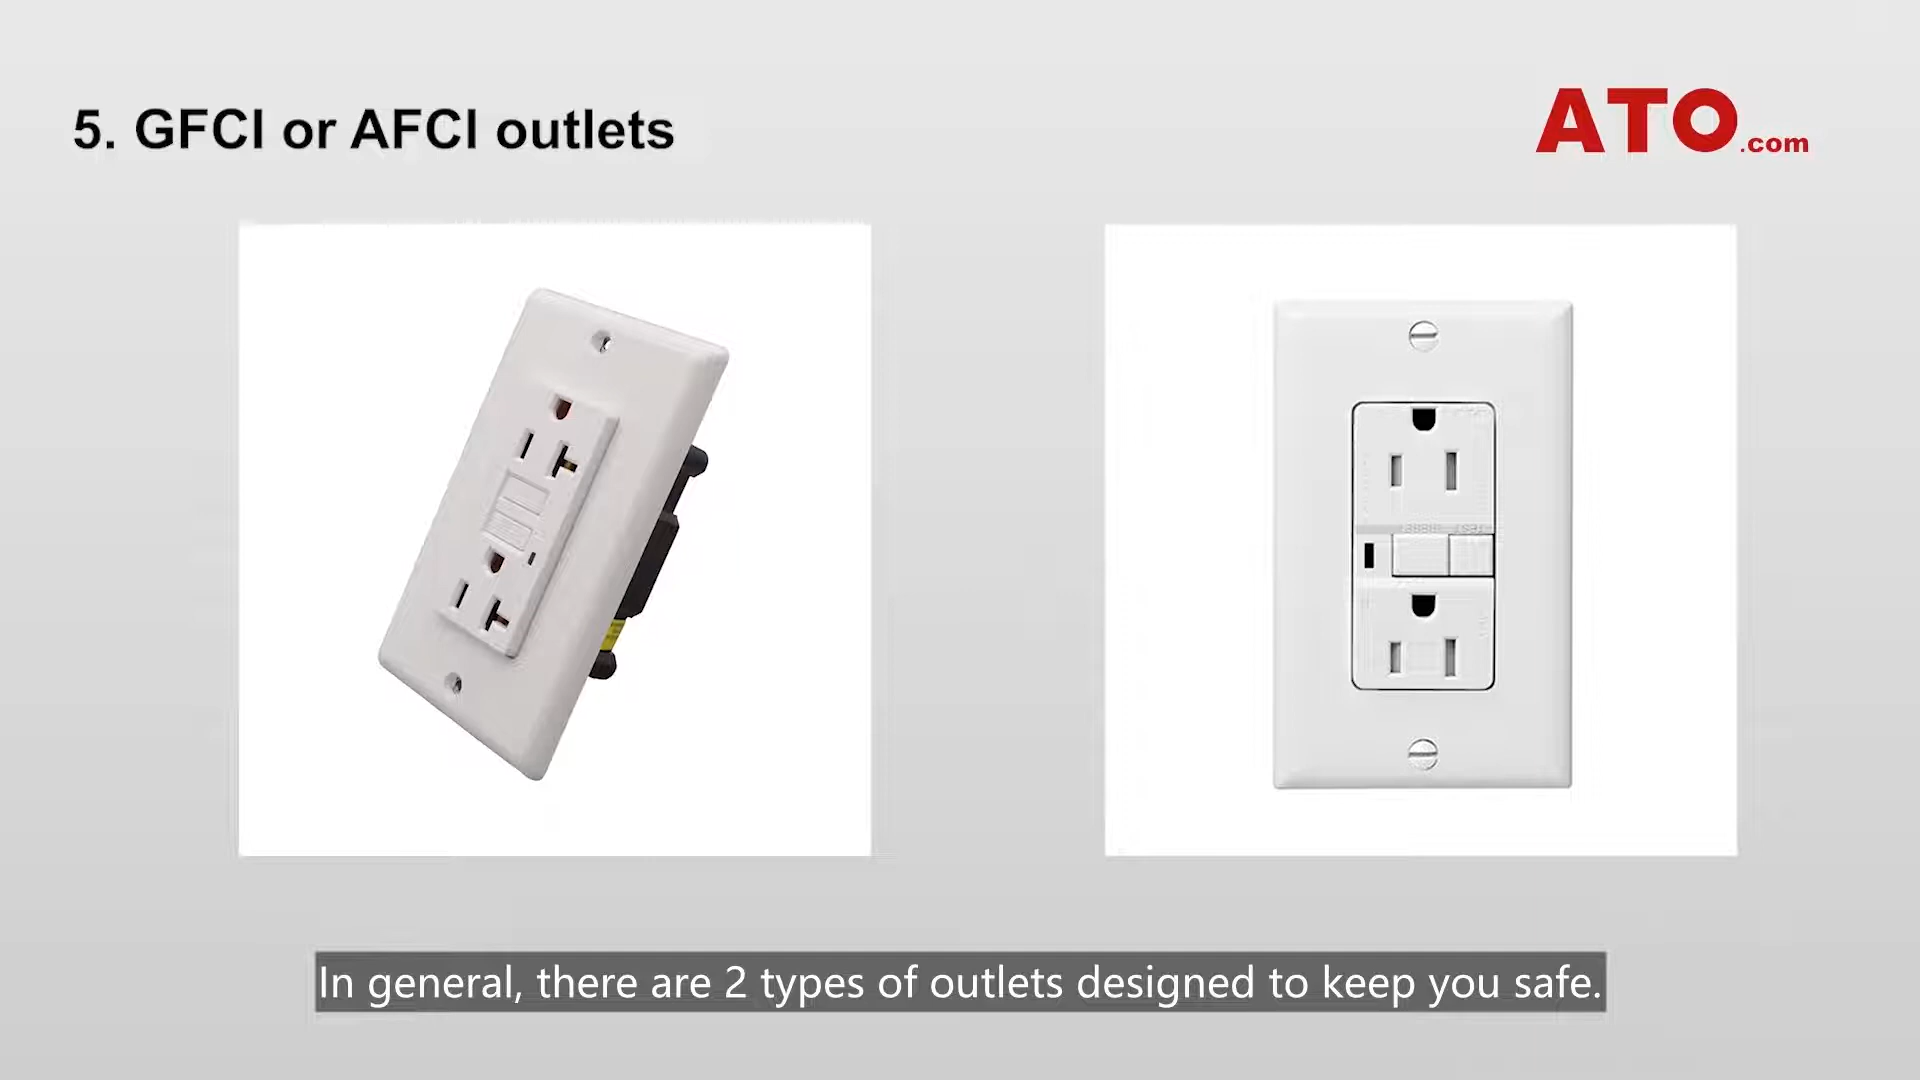 5. GFCI or AFCI outlets
ATO.com
In general, there are 2 types of outlets designed to keep you safe.